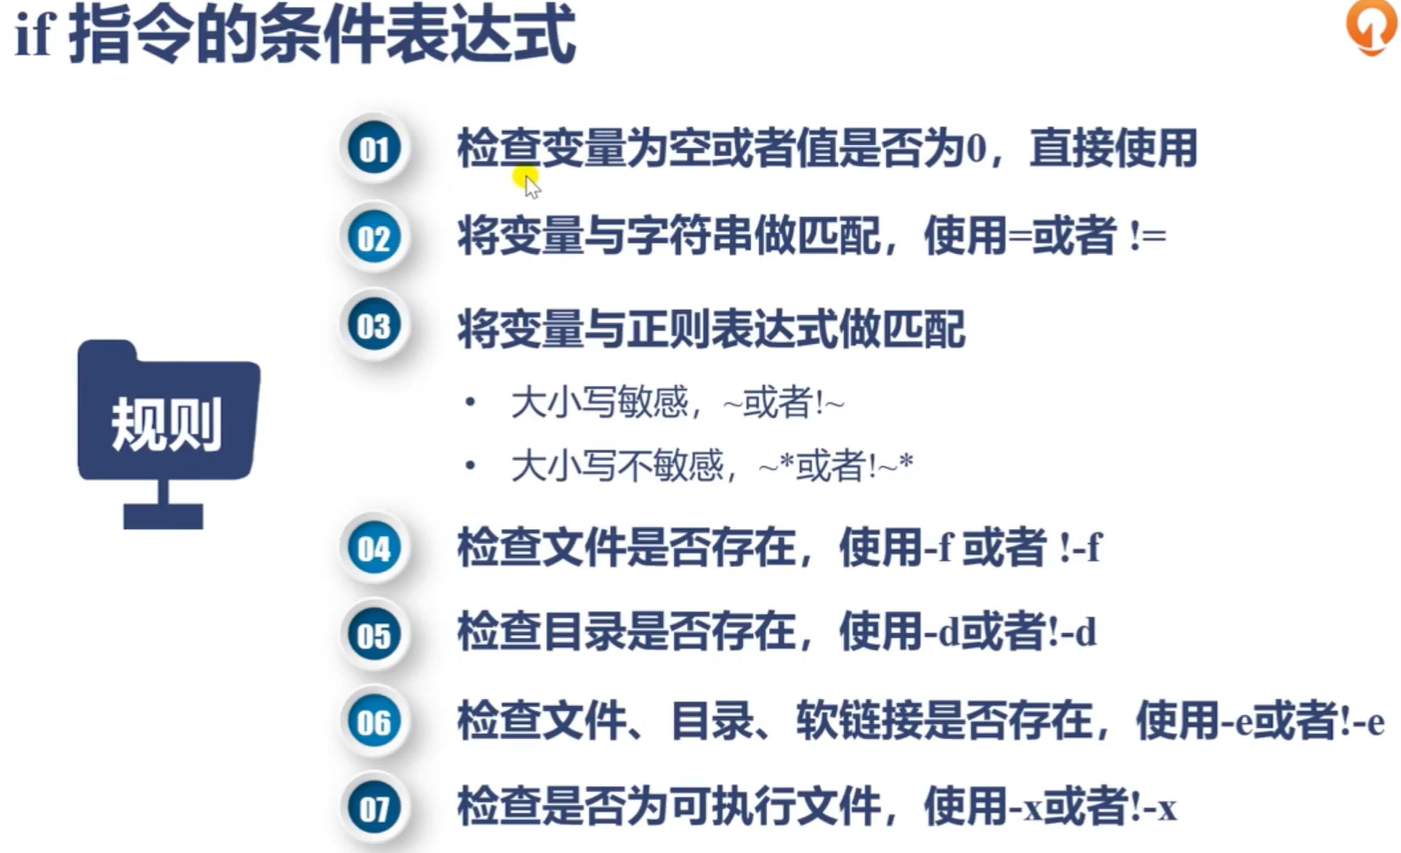 if 指令的条件表达式
01 检查变量为空或者值是否为0，直接使用
02 将变量与字符串做匹配，使用=或者 !=
03 将变量与正则表达式做匹配
• 大小写敏感，~或者!~
• 大小写不敏感，~*或者!~*
规则
04 检查文件是否存在，使用-f 或者 !-f
05 检查目录是否存在，使用-d或者!-d
06 检查文件、目录、软链接是否存在，使用-e或者!-e
07 检查是否为可执行文件，使用-x或者!-x